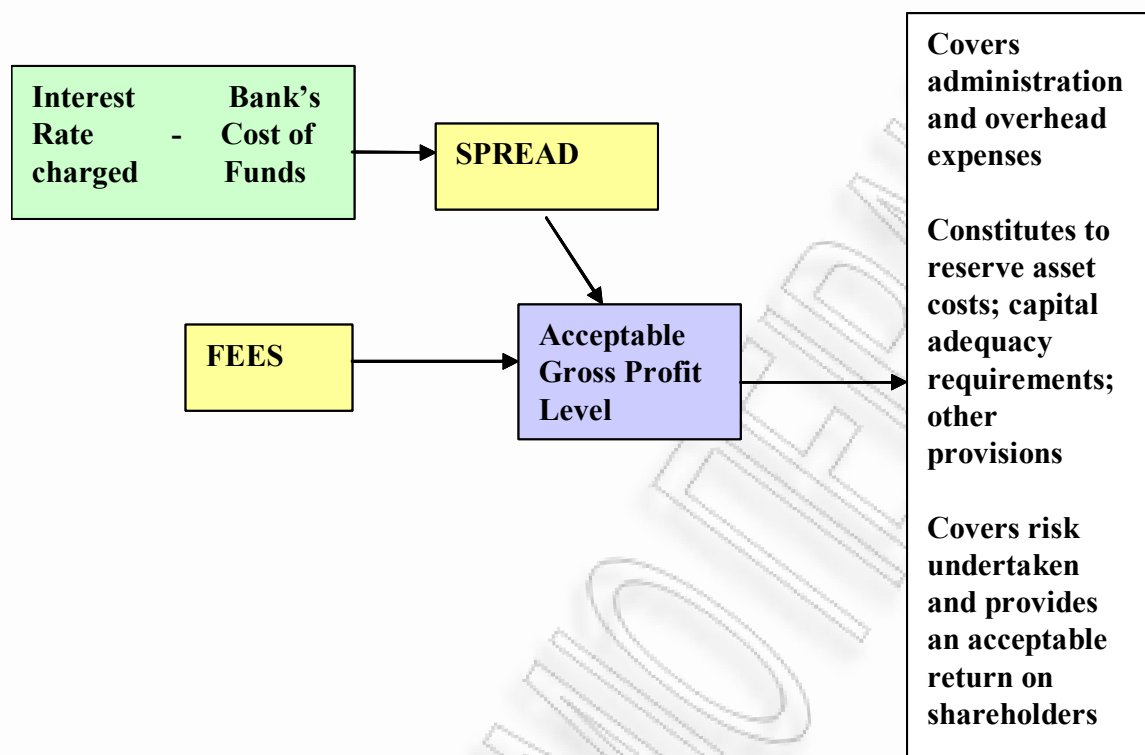 Interest Bank’s
Rate - Cost of
charged Funds
SPREAD
FEES
Acceptable
Gross Profit
Level
Covers
administration
and overhead
expenses
Constitutes to
reserve asset
costs; capital
adequacy
requirements;
other
provisions
Covers risk
undertaken
and provides
an acceptable
return on
shareholders